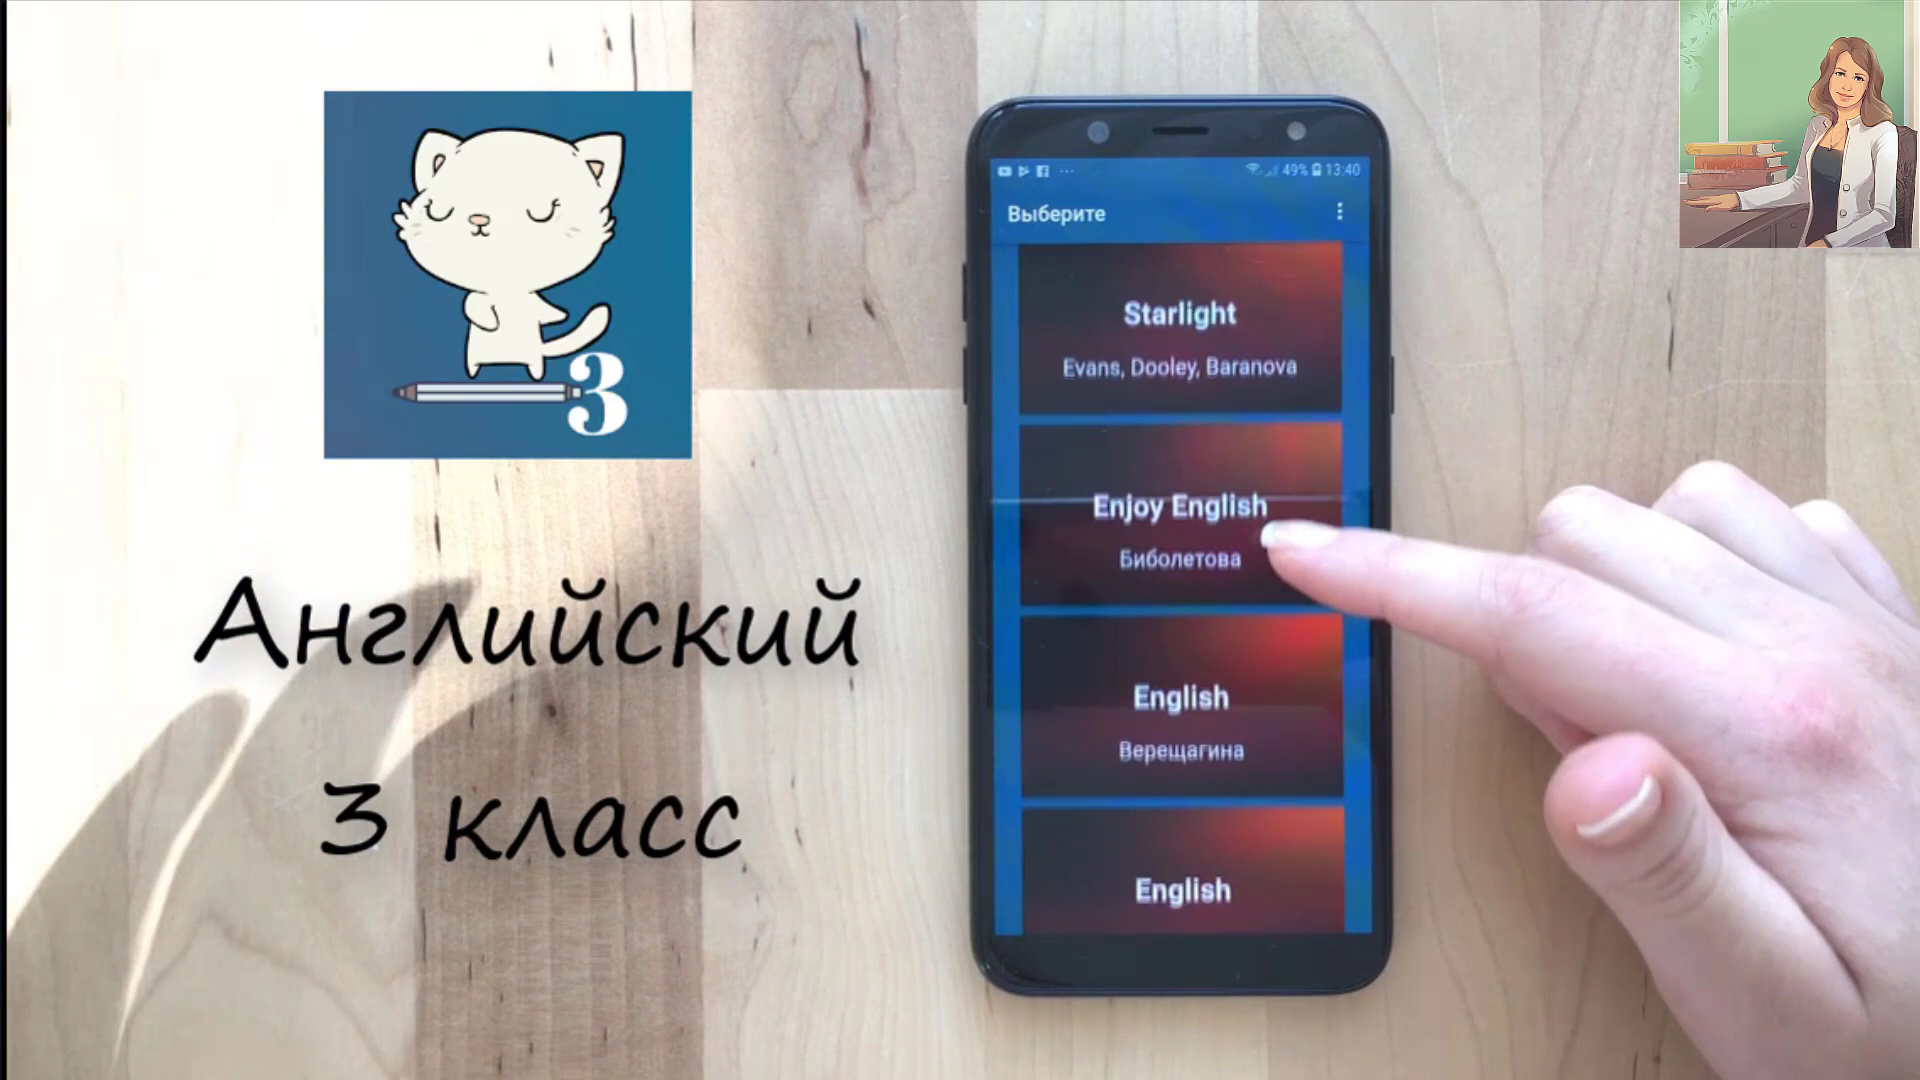 3
Английский
3 класс
49% 13:40
Выберите
Starlight
Evans, Dooley, Baranova
Enjoy English
Биболетова
English
Верещагина
English